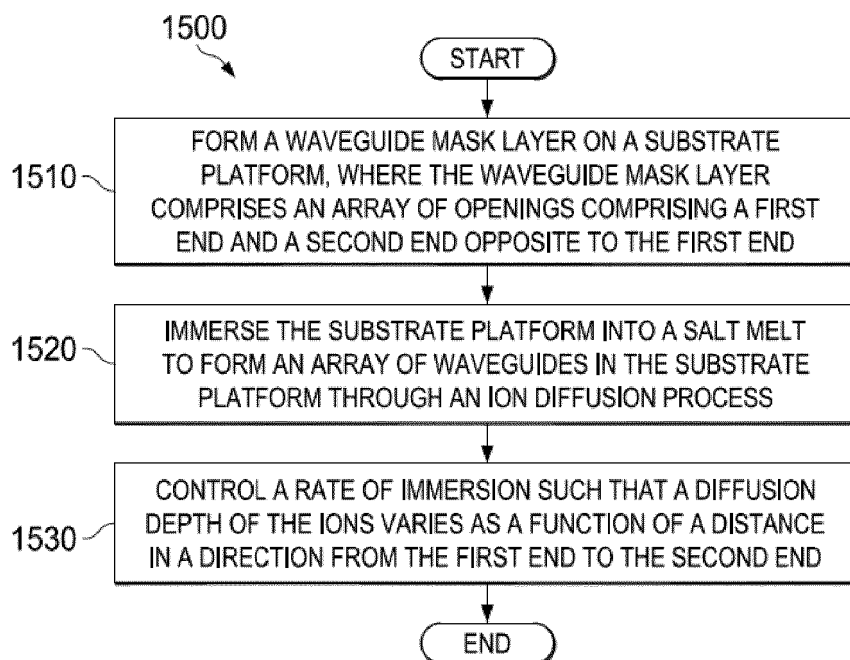 1500
START
1510
FORM A WAVEGUIDE MASK LAYER ON A SUBSTRATE
PLATFORM, WHERE THE WAVEGUIDE MASK LAYER
COMPRISES AN ARRAY OF OPENINGS COMPRISING A FIRST
END AND A SECOND END OPPOSITE TO THE FIRST END
1520
IMMERSE THE SUBSTRATE PLATFORM INTO A SALT MELT
TO FORM AN ARRAY OF WAVEGUIDES IN THE SUBSTRATE
PLATFORM THROUGH AN ION DIFFUSION PROCESS
1530
CONTROL A RATE OF IMMERSION SUCH THAT A DIFFUSION
DEPTH OF THE IONS VARIES AS A FUNCTION OF A DISTANCE
IN A DIRECTION FROM THE FIRST END TO THE SECOND END
END